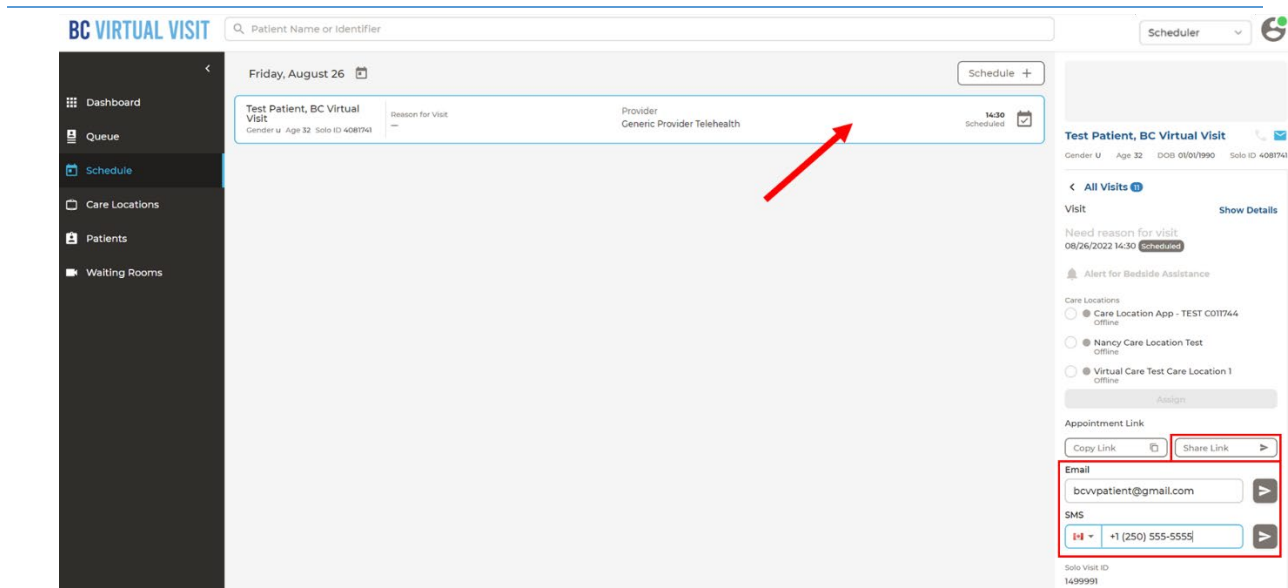 BC VIRTUAL VISIT
Patient Name or Identifier
Scheduler
Friday, August 26
Schedule +
Dashboard
Queue
Schedule
Care Locations
Patients
Waiting Rooms
Test Patient, BC Virtual
Visit
Gender U Age 32 Solo ID 4081741
Reason for Visit
—
Provider
Generic Provider Telehealth
14:30
Scheduled
Test Patient, BC Virtual Visit
Gender U Age 32 DOB 01/01/1990 Solo ID 4081741
< All Visits 11
Visit Show Details
Need reason for visit
08/26/2022 14:30 Scheduled
Alert for Bedside Assistance
Care Locations
Care Location App - TEST C011744
Offline
Nancy Care Location Test
Offline
Virtual Care Test Care Location 1
Offline
Assign
Appointment Link
Copy Link Share Link
Email
bcvvpatient@gmail.com
SMS
+1 (250) 555-5555
Solo Visit ID
1499991